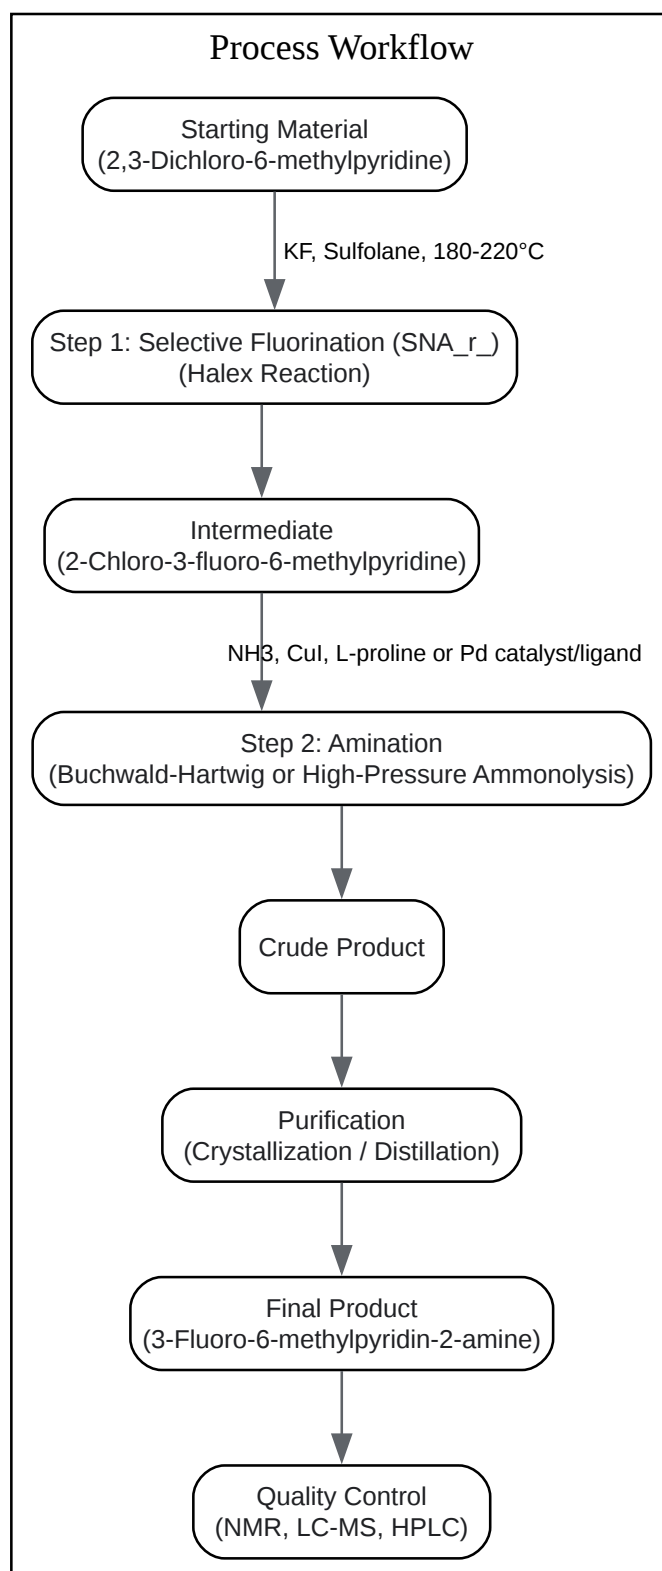 Process Workflow
Starting Material
(2,3-Dichloro-6-methylpyridine)
KF, Sulfolane, 180-220°C
Step 1: Selective Fluorination (SNA_r_)
(Halex Reaction)
Intermediate
(2-Chloro-3-fluoro-6-methylpyridine)
NH3, CuI, L-proline or Pd catalyst/ligand
Step 2: Amination
(Buchwald-Hartwig or High-Pressure Ammonolysis)
Crude Product
Purification
(Crystallization / Distillation)
Final Product
(3-Fluoro-6-methylpyridin-2-amine)
Quality Control
(NMR, LC-MS, HPLC)